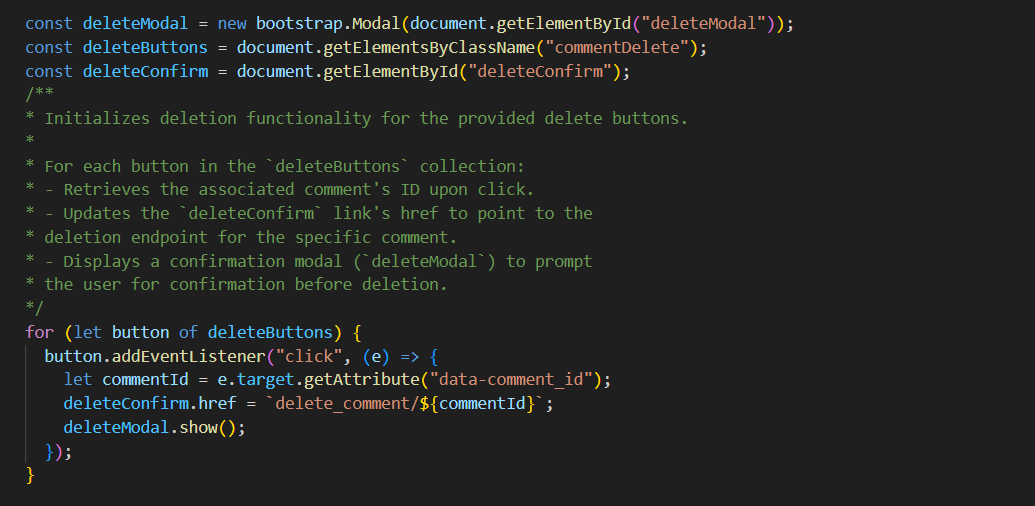 const deleteModal = new bootstrap.Modal(document.getElementById("deleteModal"));
const deleteButtons = document.getElementsByClassName("commentDelete");
const deleteConfirm = document.getElementById("deleteConfirm");
/**
* Initializes deletion functionality for the provided delete buttons.
*
* For each button in the `deleteButtons` collection:
* - Retrieves the associated comment's ID upon click.
* - Updates the `deleteConfirm` link's href to point to the
* deletion endpoint for the specific comment.
* - Displays a confirmation modal (`deleteModal`) to prompt
* the user for confirmation before deletion.
*/
for (let button of deleteButtons) {
  button.addEventListener("click", (e) => {
    let commentId = e.target.getAttribute("data-comment_id");
    deleteConfirm.href = `delete_comment/${commentId}`;
    deleteModal.show();
  });
}